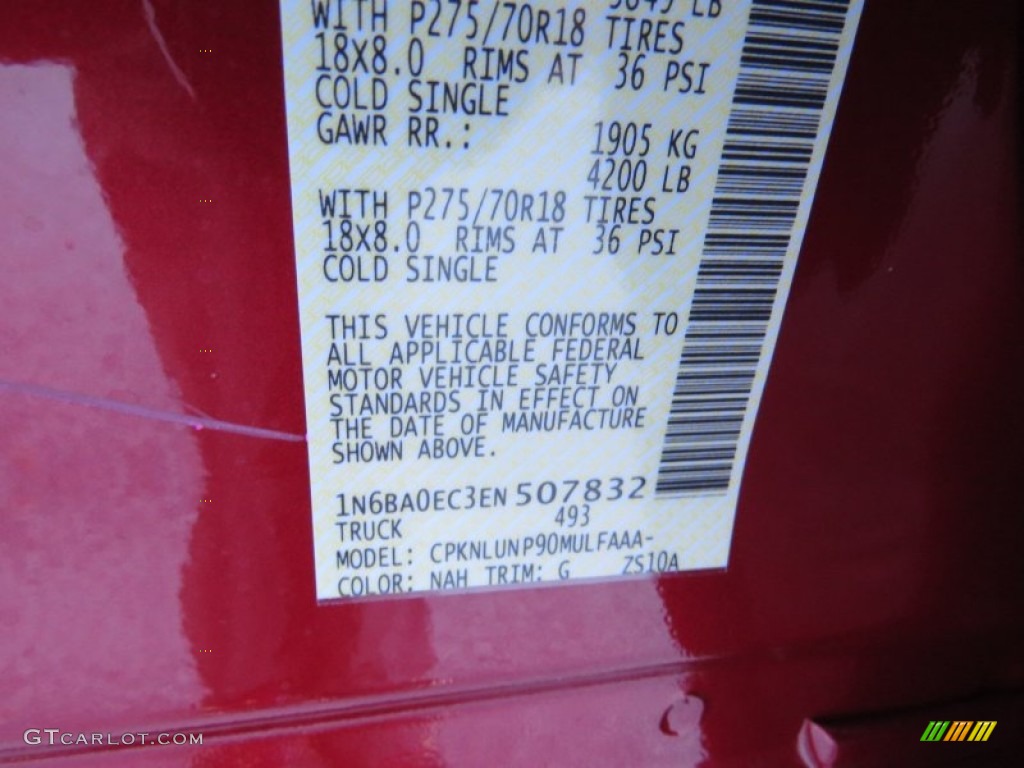 LB
WITH P275/70R18 TIRES
18X8.0 RIMS AT 36 PSI
COLD SINGLE
GAWR RR.: 1905 KG
4200 LB
WITH P275/70R18 TIRES
18X8.0 RIMS AT 36 PSI
COLD SINGLE
THIS VEHICLE CONFORMS TO
ALL APPLICABLE FEDERAL
MOTOR VEHICLE SAFETY
STANDARDS IN EFFECT ON
THE DATE OF MANUFACTURE
SHOWN ABOVE.
1N6BA0EC3EN 507832
TRUCK 493
MODEL: CPKNLUNP90MULFAAA-
COLOR: NAH TRIM: G ZS10A
GTCARLOT.COM